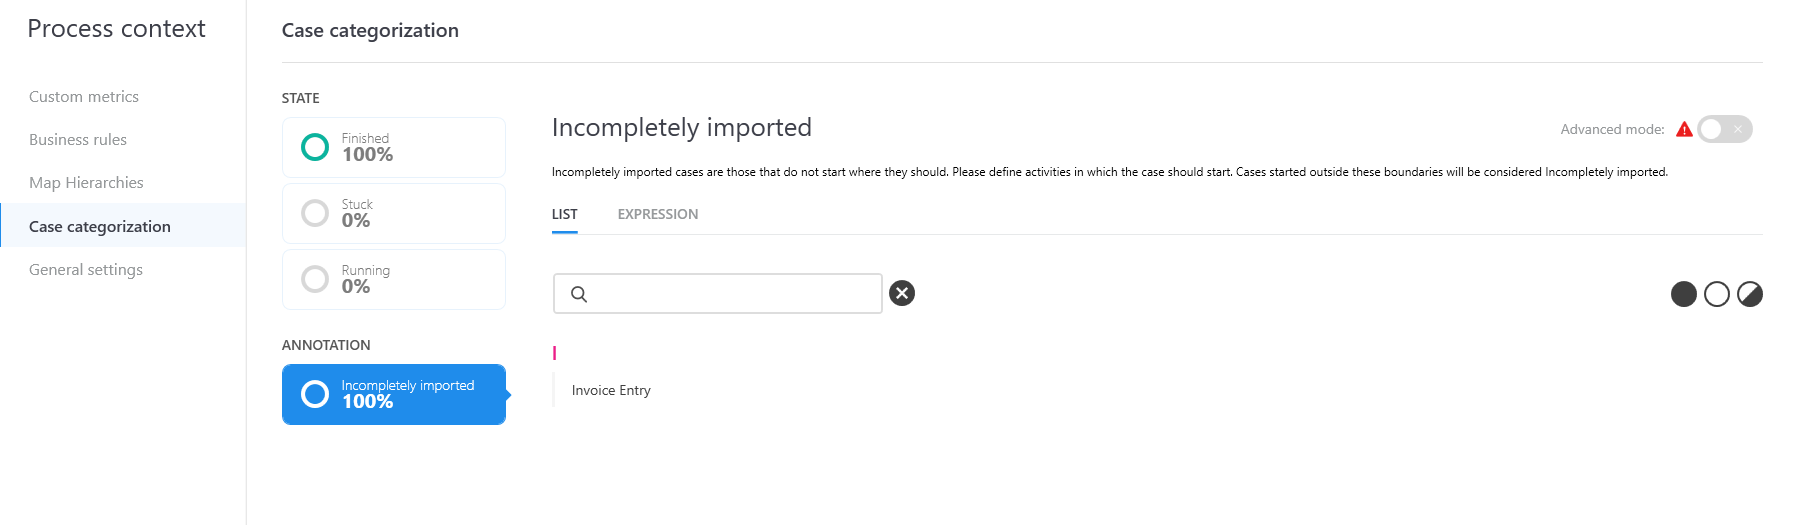 Process context
Custom metrics
Business rules
Map Hierarchies
Case categorization
General settings
Case categorization
STATE
Finished
100%
Stuck
0%
Running
0%
ANNOTATION
Incompletely imported
100%
Incompletely imported
Advanced mode:
Incompletely imported cases are those that do not start where they should. Please define activities in which the case should start. Cases started outside these boundaries will be considered Incompletely imported.
LIST EXPRESSION
I
Invoice Entry